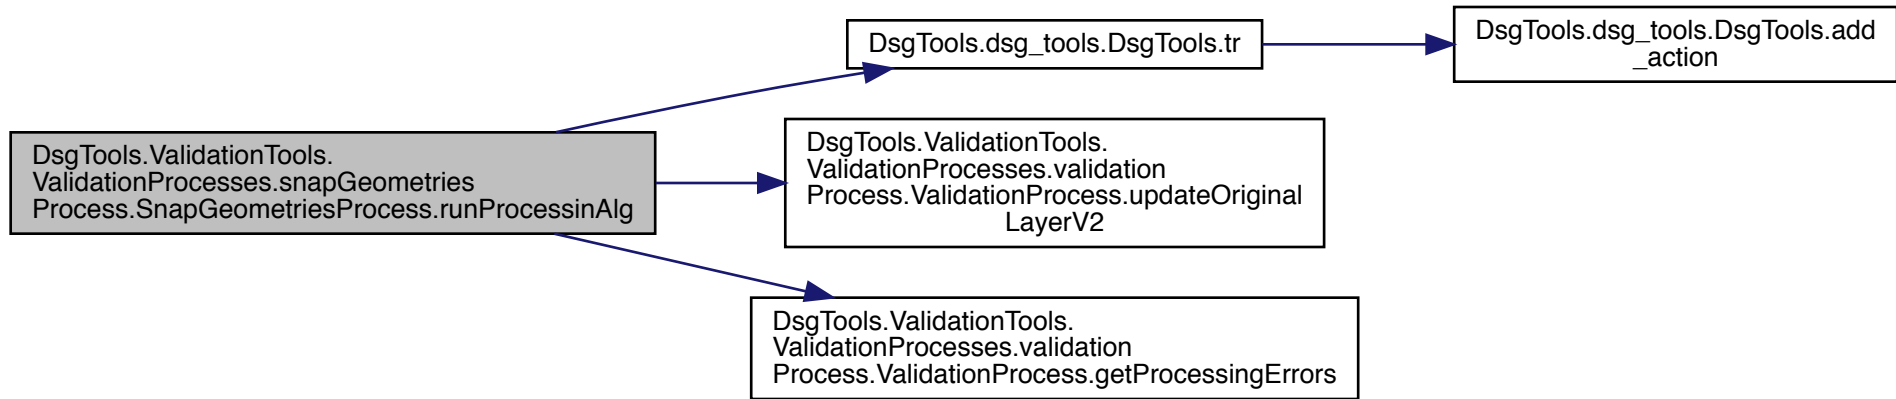 DsgTools.ValidationTools.
ValidationProcesses.snapGeometries
Process.SnapGeometriesProcess.runProcessinAlg
DsgTools.dsg_tools.DsgTools.tr
DsgTools.dsg_tools.DsgTools.add
_action
DsgTools.ValidationTools.
ValidationProcesses.validation
Process.ValidationProcess.updateOriginal
LayerV2
DsgTools.ValidationTools.
ValidationProcesses.validation
Process.ValidationProcess.getProcessingErrors